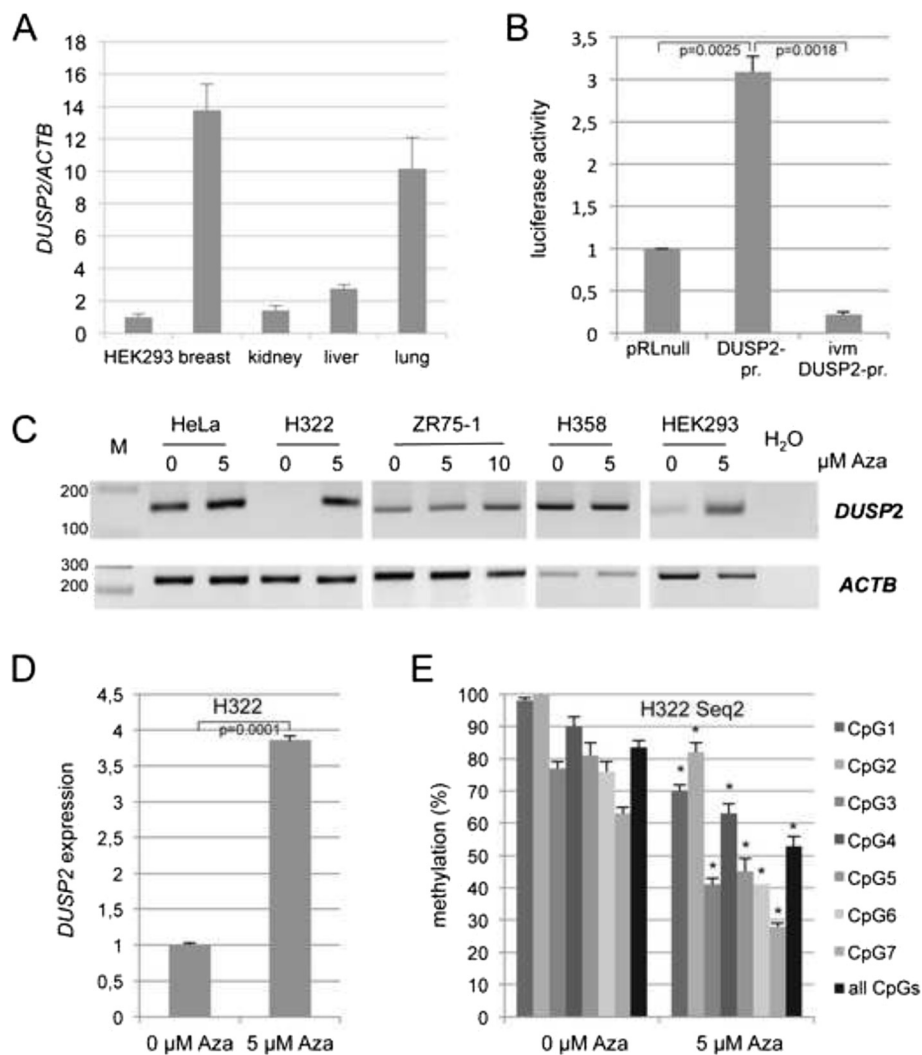 A
DUSP2/ACTB
18
16
14
12
10
8
6
4
2
0
HEK293 breast kidney liver lung
B
luciferase activity
3,5
3
2,5
2
1,5
1
0,5
0
p=0.0025 p=0.0018
pRLnull DUSP2-pr. ivm DUSP2-pr.
C
HeLa H322 ZR75-1 H358 HEK293 H2O
M 0 5 0 5 0 5 10 0 5 0 5 µM Aza
200
100
DUSP2
300
200
ACTB
D
DUSP2 expression
4,5
4
3,5
3
2,5
2
1,5
1
0,5
0
H322
p=0.0001
0 µM Aza 5 µM Aza
E
methylation (%)
100
90
80
70
60
50
40
30
20
10
0
H322 Seq2
* * * * * * * *
0 µM Aza 5 µM Aza
CpG1
CpG2
CpG3
CpG4
CpG5
CpG6
CpG7
all CpGs